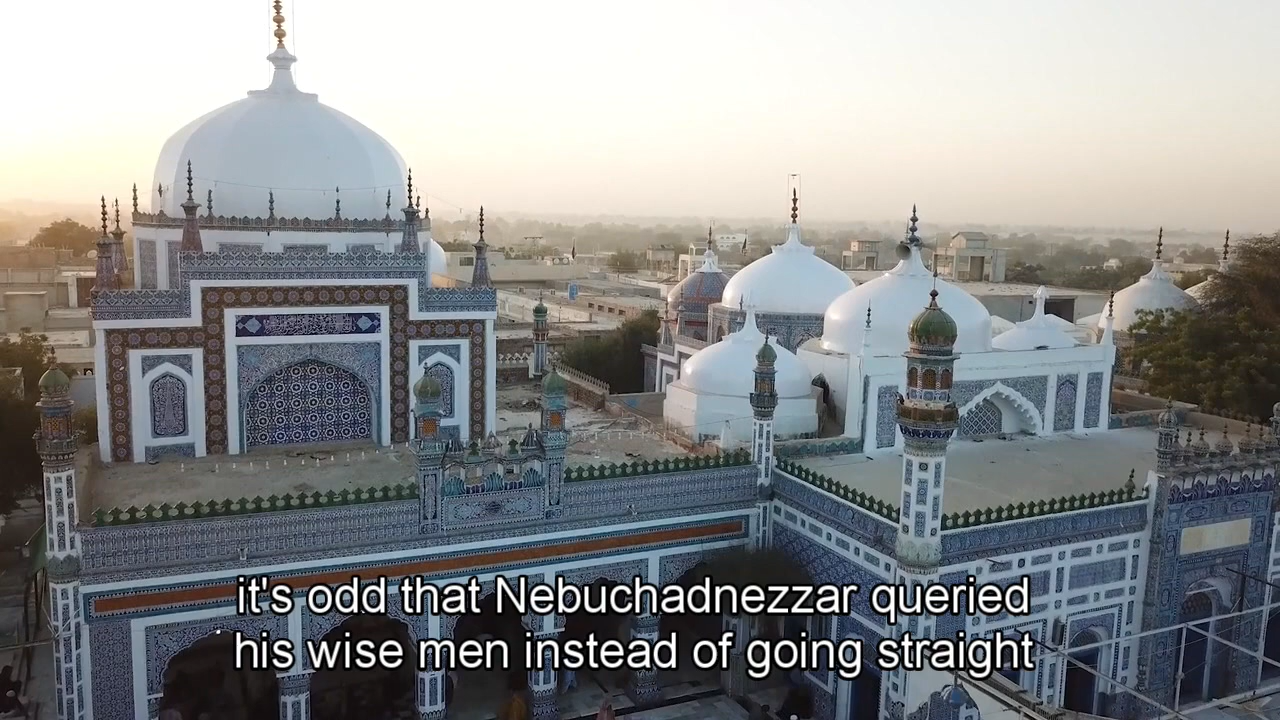 it's odd that Nebuchadnezzar queried
his wise men instead of going straight